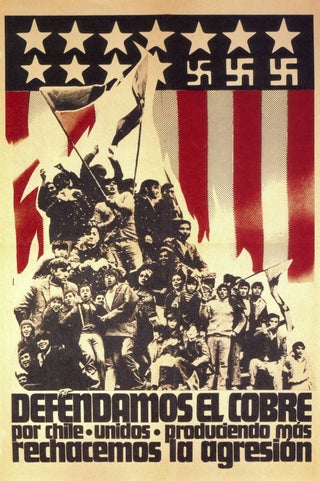 DEFENDAMOS EL COBRE
por chile • unidos • produciendo más
rechacemos la agresión